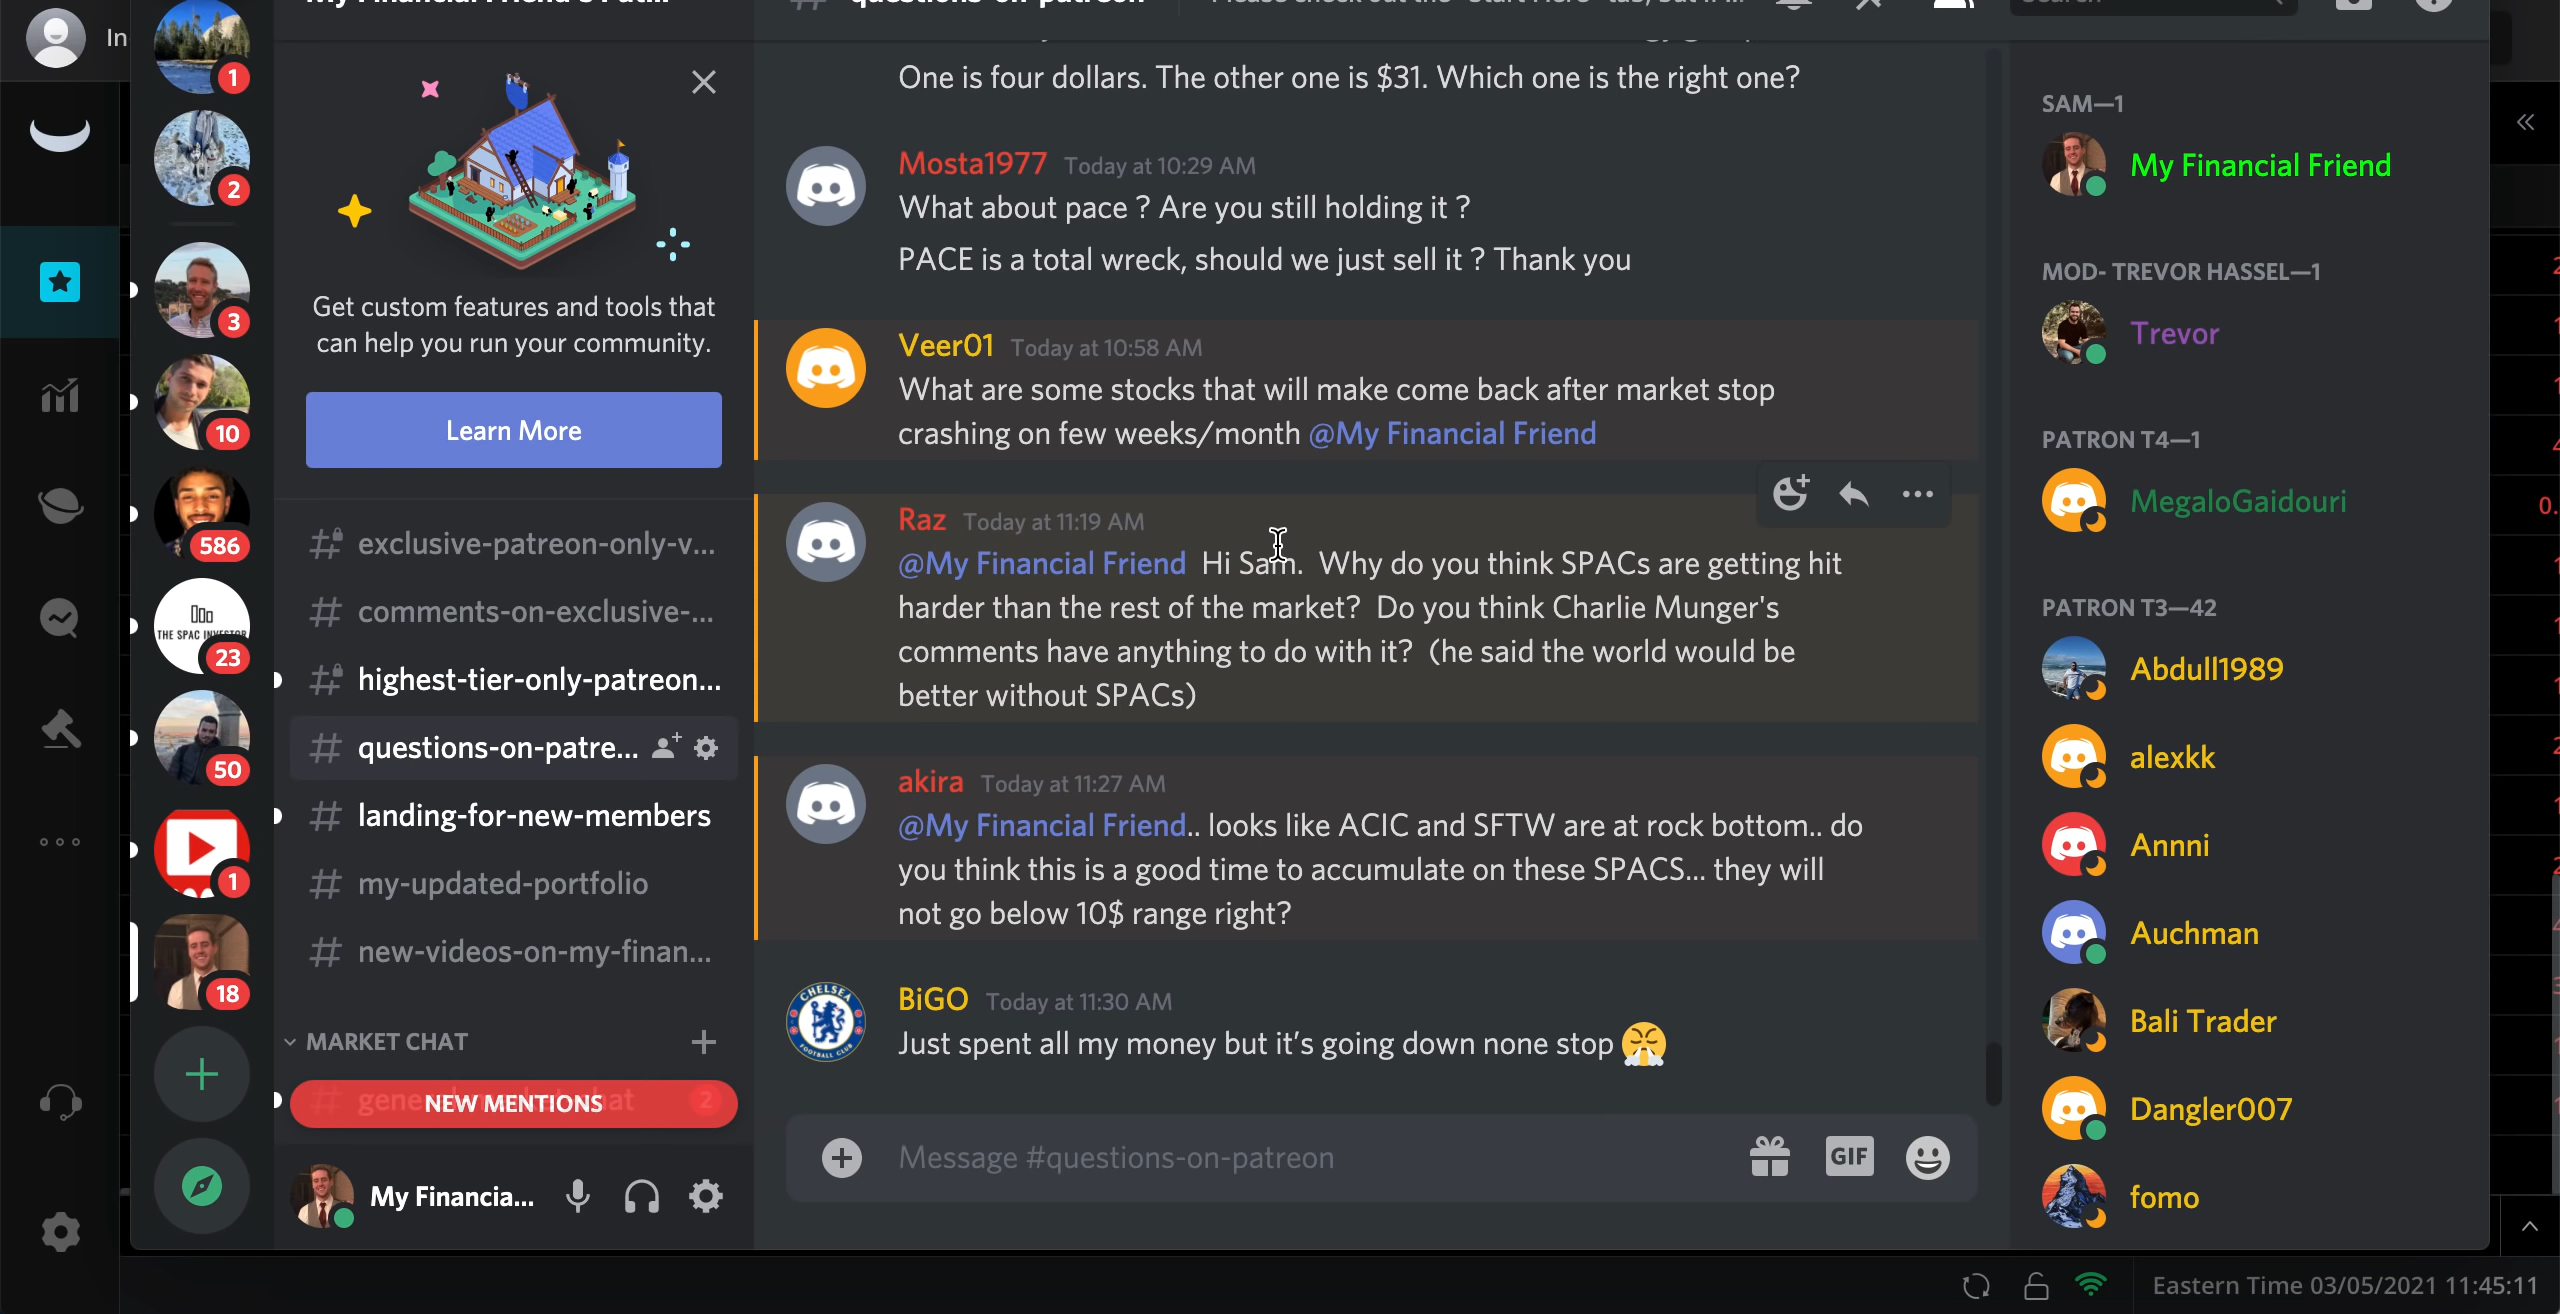 In
1
2
3
10
586
THE SPAC INVESTOR
23
50
1
18
Get custom features and tools that
can help you run your community.
Learn More
exclusive-patreon-only-v...
comments-on-exclusive-...
highest-tier-only-patreon...
questions-on-patre...
landing-for-new-members
my-updated-portfolio
new-videos-on-my-finan...
MARKET CHAT
NEW MENTIONS
2
My Financia...
One is four dollars. The other one is $31. Which one is the right one?
Mosta1977 Today at 10:29 AM
What about pace ? Are you still holding it ?
PACE is a total wreck, should we just sell it ? Thank you
Veer01 Today at 10:58 AM
What are some stocks that will make come back after market stop
crashing on few weeks/month @My Financial Friend
Raz Today at 11:19 AM
@My Financial Friend Hi Sam. Why do you think SPACs are getting hit
harder than the rest of the market? Do you think Charlie Munger's
comments have anything to do with it? (he said the world would be
better without SPACs)
akira Today at 11:27 AM
@My Financial Friend.. looks like ACIC and SFTW are at rock bottom.. do
you think this is a good time to accumulate on these SPACS... they will
not go below 10$ range right?
BiGO Today at 11:30 AM
Just spent all my money but it's going down none stop
Message #questions-on-patreon
GIF
SAM—1
My Financial Friend
MOD- TREVOR HASSEL—1
Trevor
PATRON T4—1
MegaloGaidouri
PATRON T3—42
Abdull1989
alexkk
Annni
Auchman
Bali Trader
Dangler007
fomo
0.
Eastern Time 03/05/2021 11:45:11